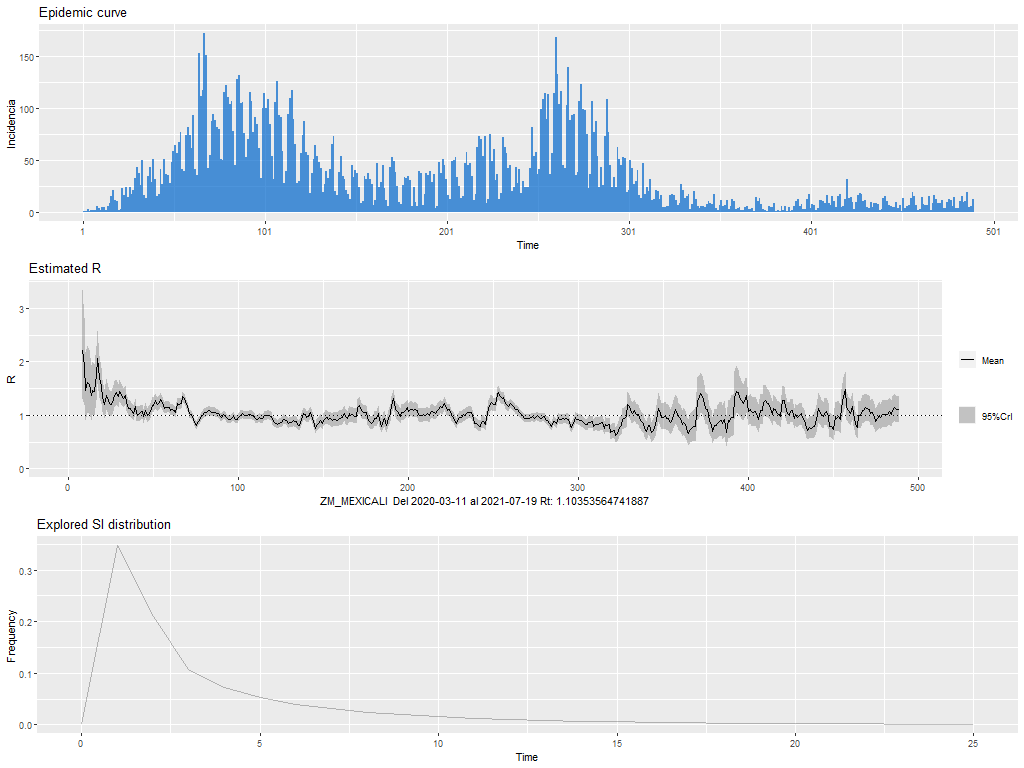 Epidemic curve
Incidencia
150
100
50
0
1
101
201
301
401
501
Time
Estimated R
R
3
2
1
0
Mean
95%CrI
0
100
200
300
400
500
ZM_MEXICALI Del 2020-03-11 al 2021-07-19 Rt: 1.10353564741887
Explored SI distribution
Frequency
0.3
0.2
0.1
0.0
0
5
10
15
20
25
Time